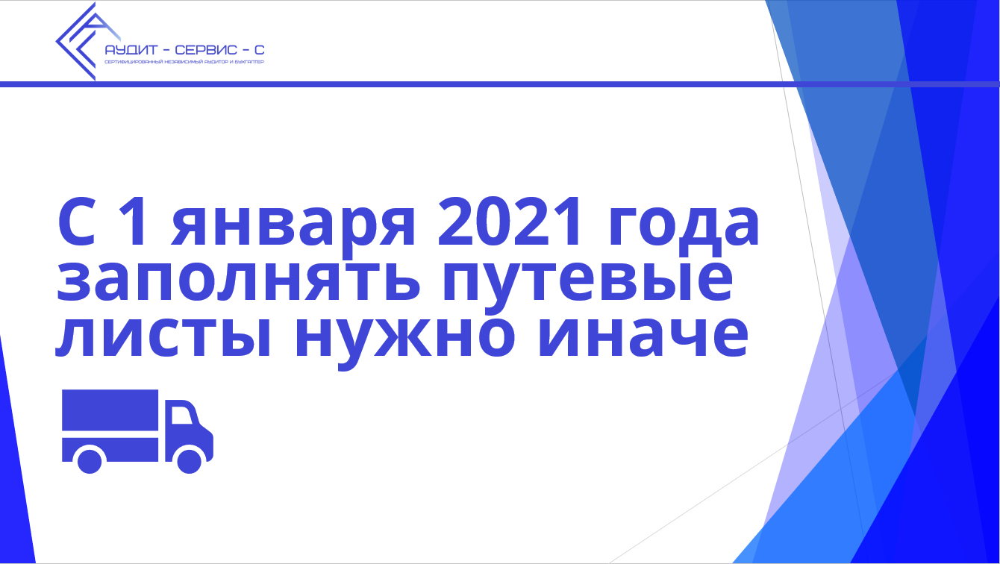 АУДИТ - СЕРВИС - С
СЕРТИФИЦИРОВАННЫЙ НЕЗАВИСИМЫЙ АУДИТОР И БУХГАЛТЕР
С 1 января 2021 года
заполнять путевые
листы нужно иначе